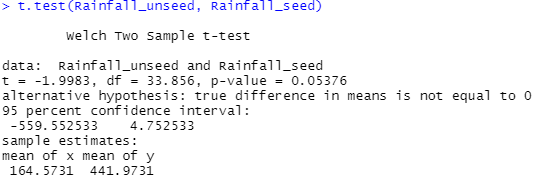 > t.test(Rainfall_unseed, Rainfall_seed)
Welch Two Sample t-test
data:  Rainfall_unseed and Rainfall_seed
t = -1.9983, df = 33.856, p-value = 0.05376
alternative hypothesis: true difference in means is not equal to 0
95 percent confidence interval:
-559.552533    4.752533
sample estimates:
mean of x mean of y
164.5731  441.9731